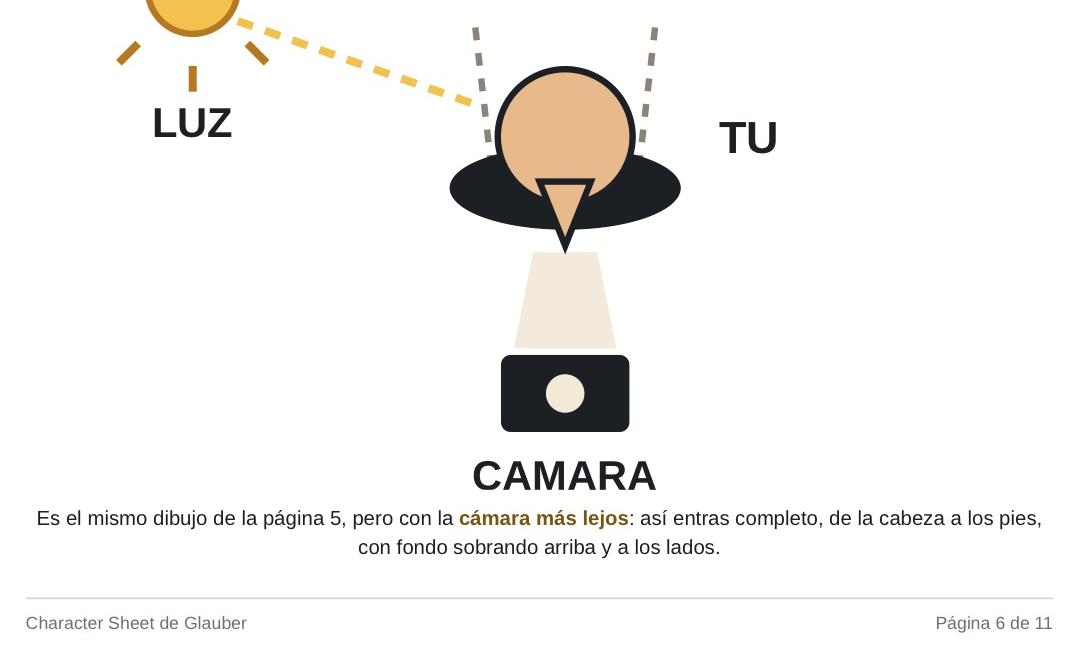 LUZ
TU
CAMARA
Es el mismo dibujo de la página 5, pero con la cámara más lejos: así entras completo, de la cabeza a los pies,
con fondo sobrando arriba y a los lados.
Character Sheet de Glauber
Página 6 de 11